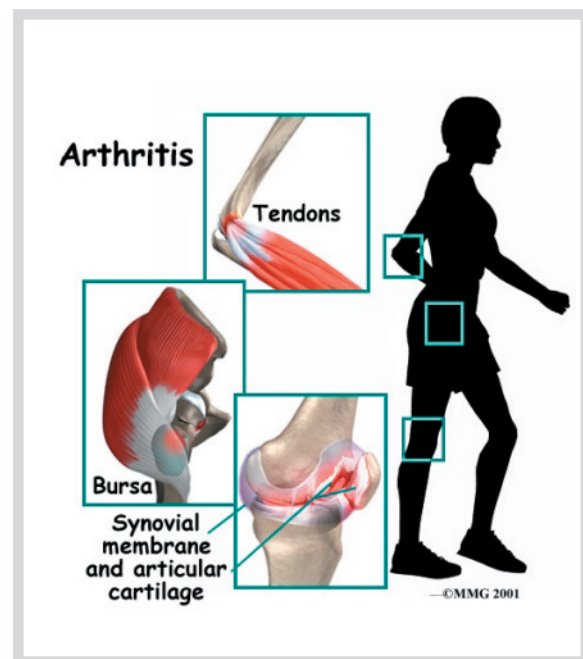 Arthritis
Tendons
Bursa
Synovial
membrane
and articular
cartilage
©MMG 2001